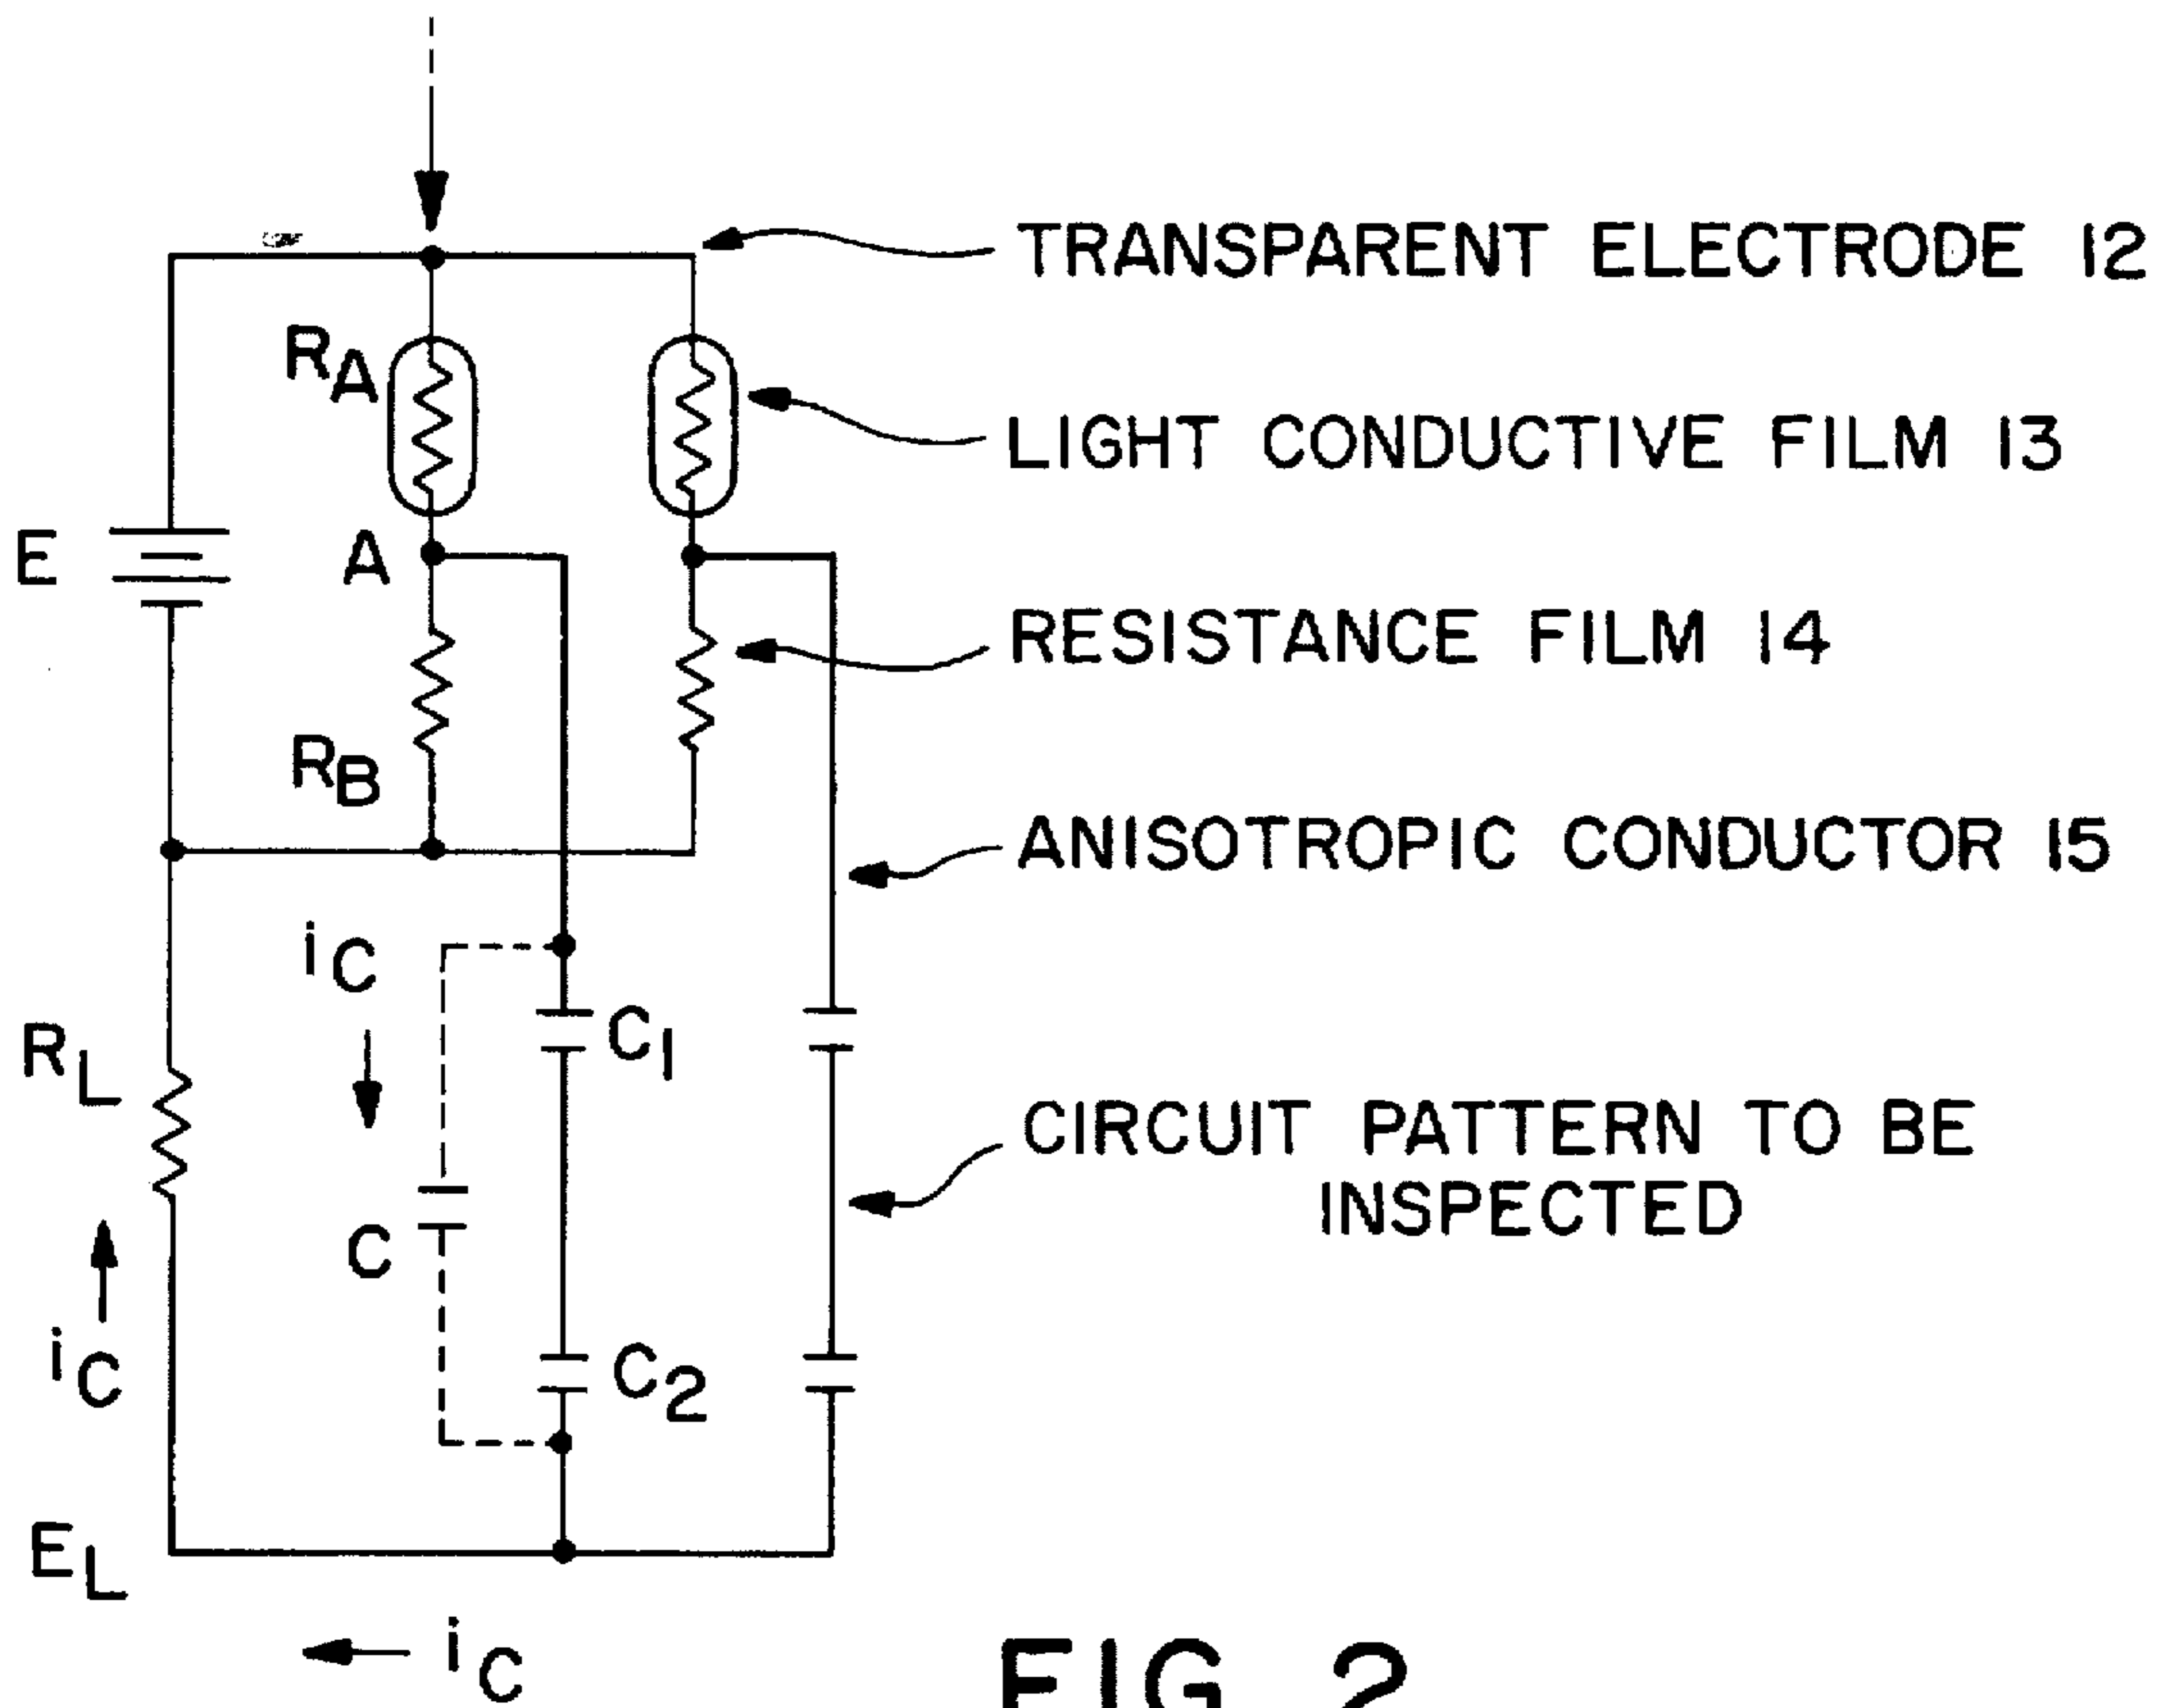 TRANSPARENT ELECTRODE 12
RA
LIGHT CONDUCTIVE FILM 13
E
A
RESISTANCE FILM 14
RB
ANISOTROPIC CONDUCTOR 15
iC
C1
RL
CIRCUIT PATTERN TO BE
INSPECTED
C
iC
C2
EL
iC
FIG 2